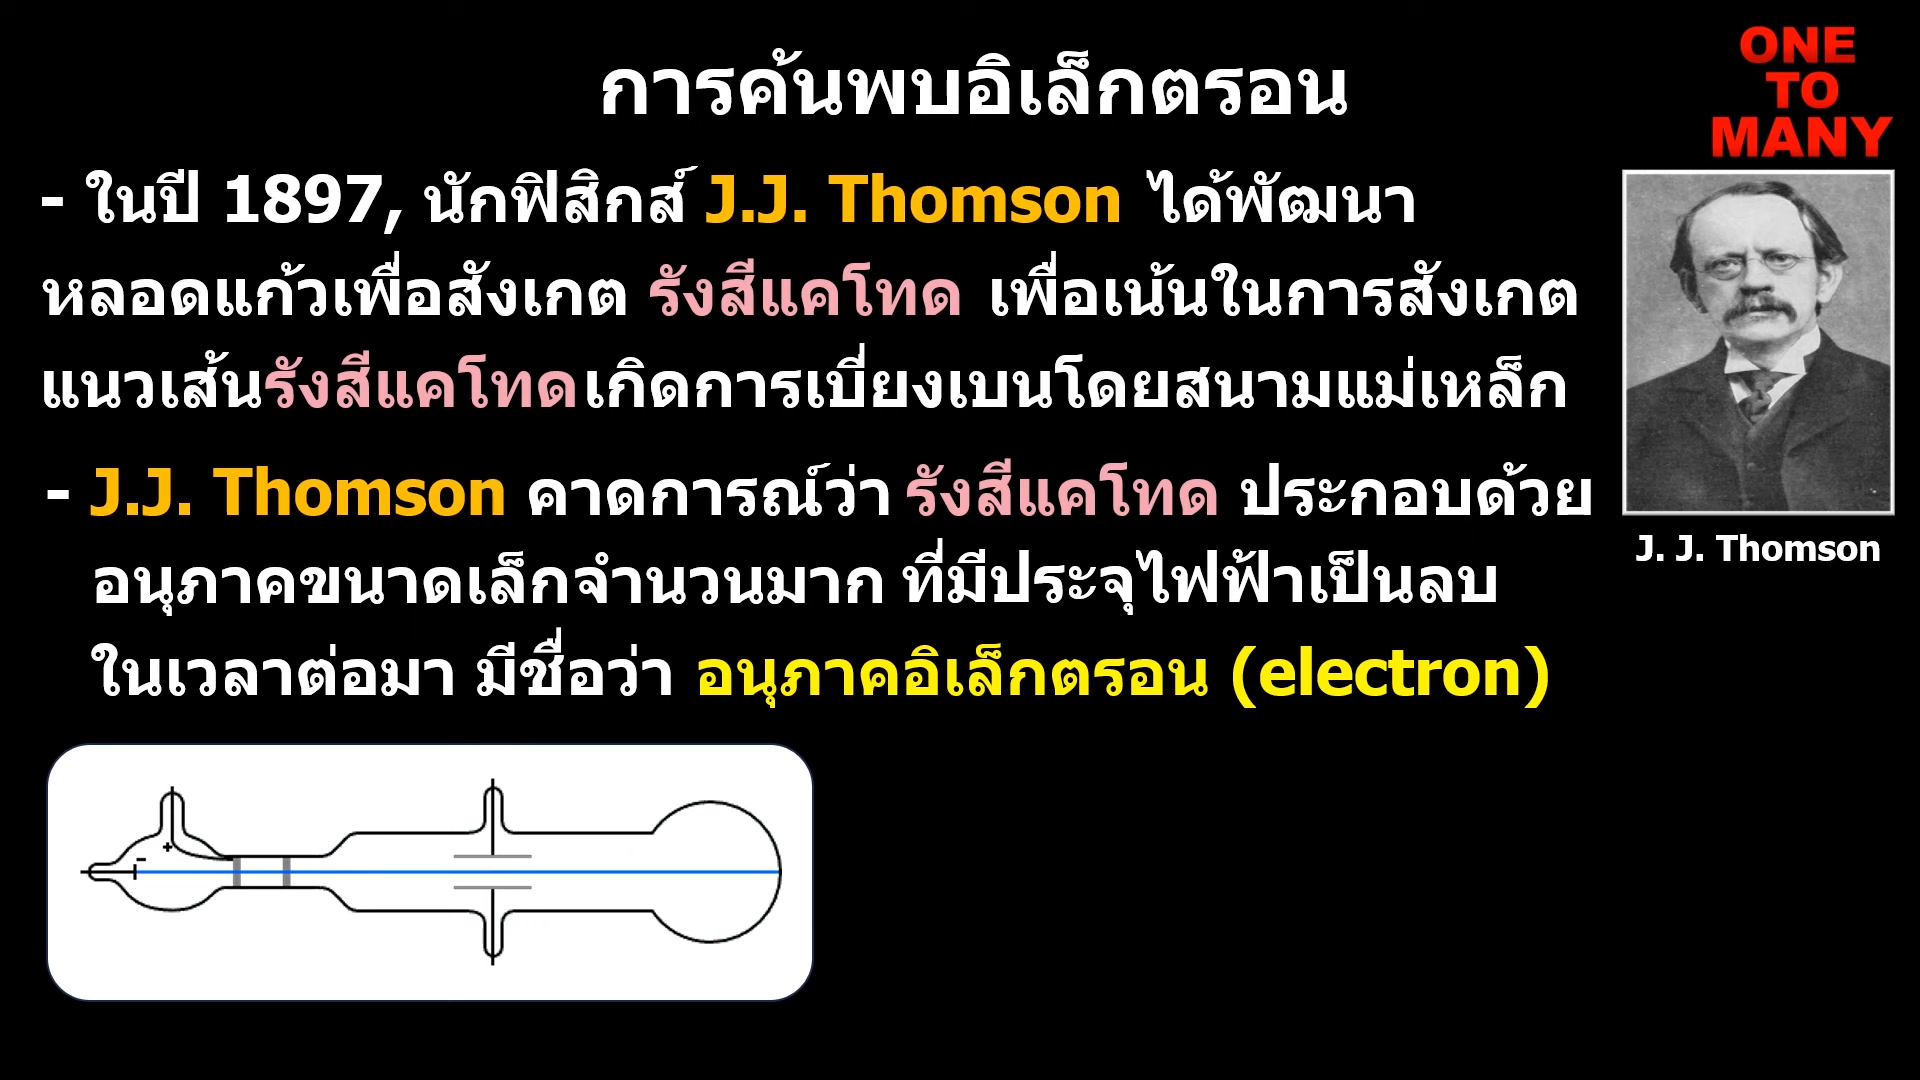 การค้นพบอิเล็กตรอน
ONE
TO
MANY
- ในปี 1897, นักฟิสิกส์ J.J. Thomson ได้พัฒนา
หลอดแก้วเพื่อสังเกต รังสีแคโทด เพื่อเน้นในการสังเกต
แนวเส้นรังสีแคโทดเกิดการเบี่ยงเบนโดยสนามแม่เหล็ก
- J.J. Thomson คาดการณ์ว่า รังสีแคโทด ประกอบด้วย
อนุภาคขนาดเล็กจำนวนมาก ที่มีประจุไฟฟ้าเป็นลบ
ในเวลาต่อมา มีชื่อว่า อนุภาคอิเล็กตรอน (electron)
J. J. Thomson
+
-